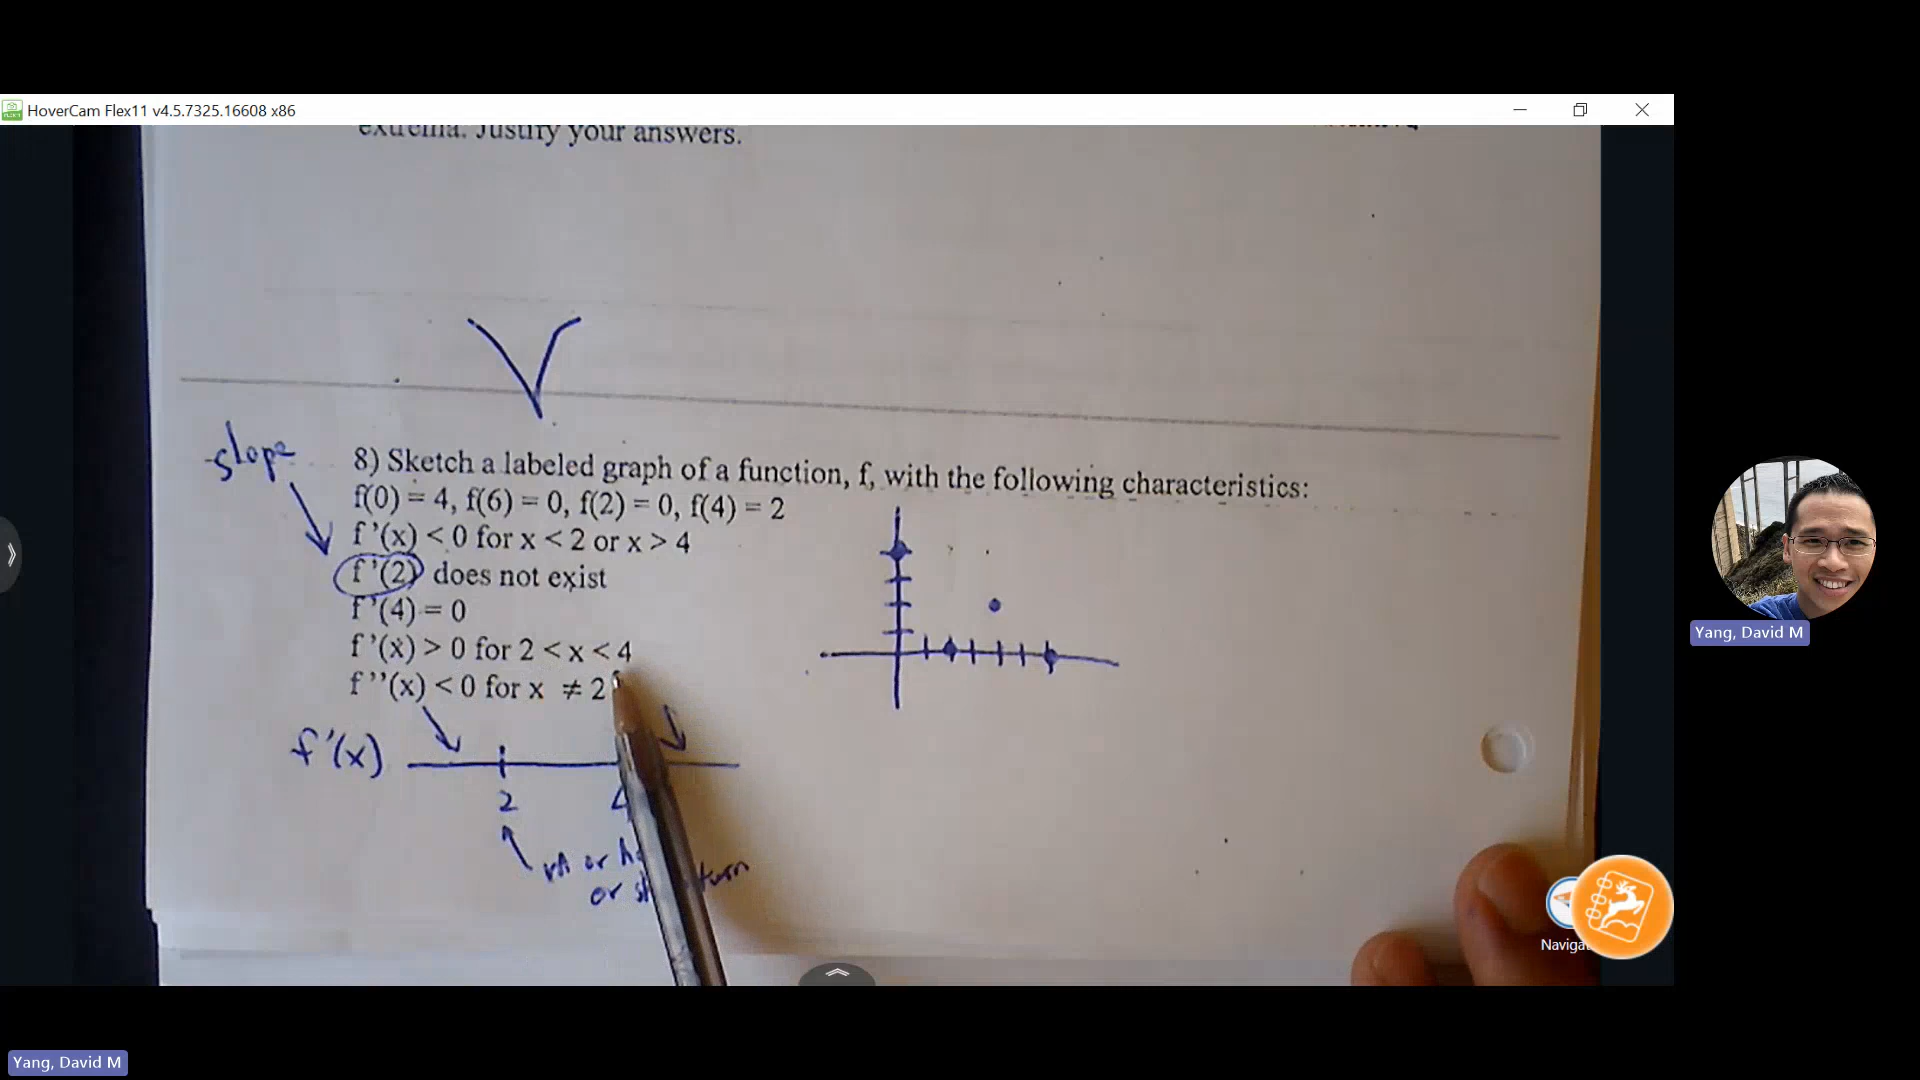 HoverCam Flex11 v4.5.7325.16608 x86
extrema. Justify your answers.
slope
8) Sketch a labeled graph of a function, f, with the following characteristics:
f(0) = 4, f(6) = 0, f(2) = 0, f(4) = 2
f '(x) < 0 for x < 2 or x > 4
f '(2) does not exist
f '(4) = 0
f '(x) > 0 for 2 < x < 4
f ''(x) < 0 for x ≠ 2
f'(x)
2
or
or
turn
Yang, David M
Yang, David M